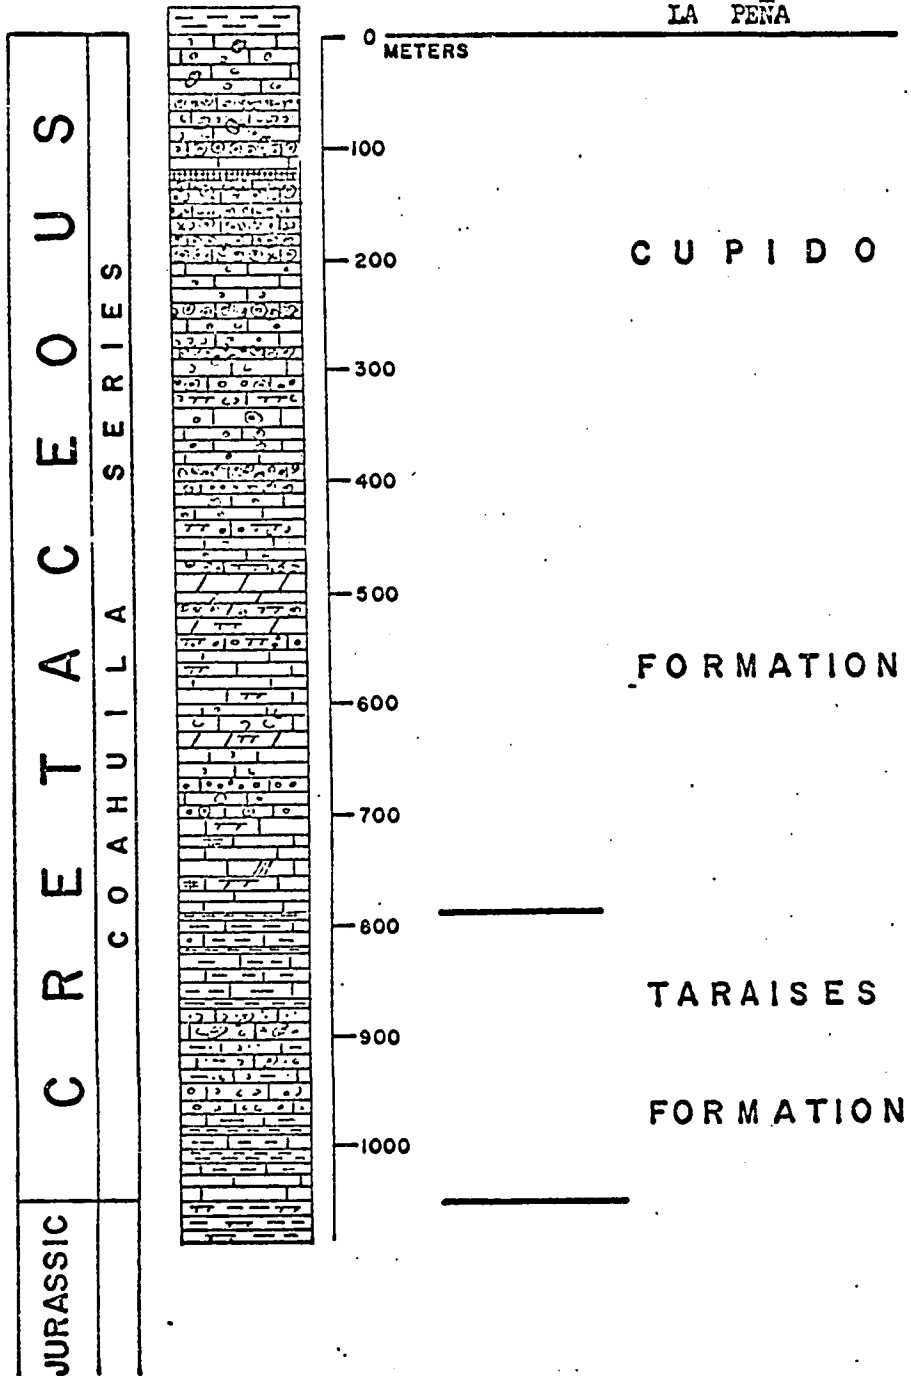 LA PEÑA
0
METERS
100
200
300
400
500
600
700
800
900
1000
CUPIDO
FORMATION
TARAISES
FORMATION
CRETACEOUS
COAHUILA SERIES
JURASSIC